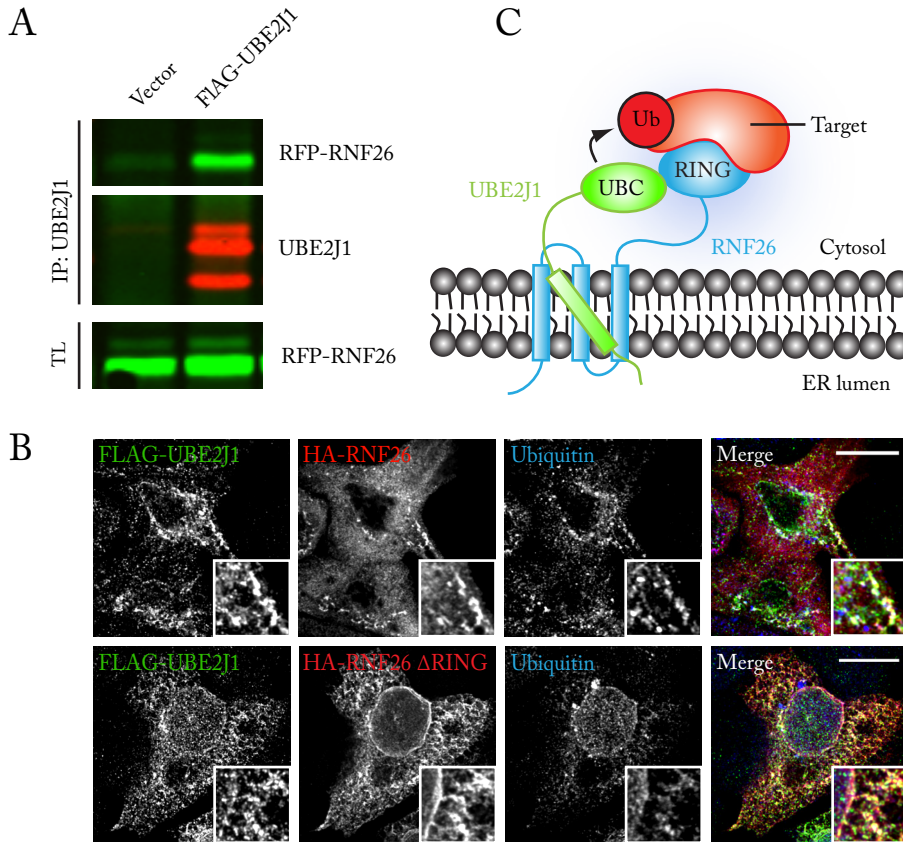 A
Vector
FlAG-UBE2J1
IP: UBE2J1
RFP-RNF26
UBE2J1
TL
RFP-RNF26
C
Ub
Target
UBC
RING
UBE2J1
RNF26
Cytosol
ER lumen
B
FLAG-UBE2J1
HA-RNF26
Ubiquitin
Merge
FLAG-UBE2J1
HA-RNF26 ΔRING
Ubiquitin
Merge